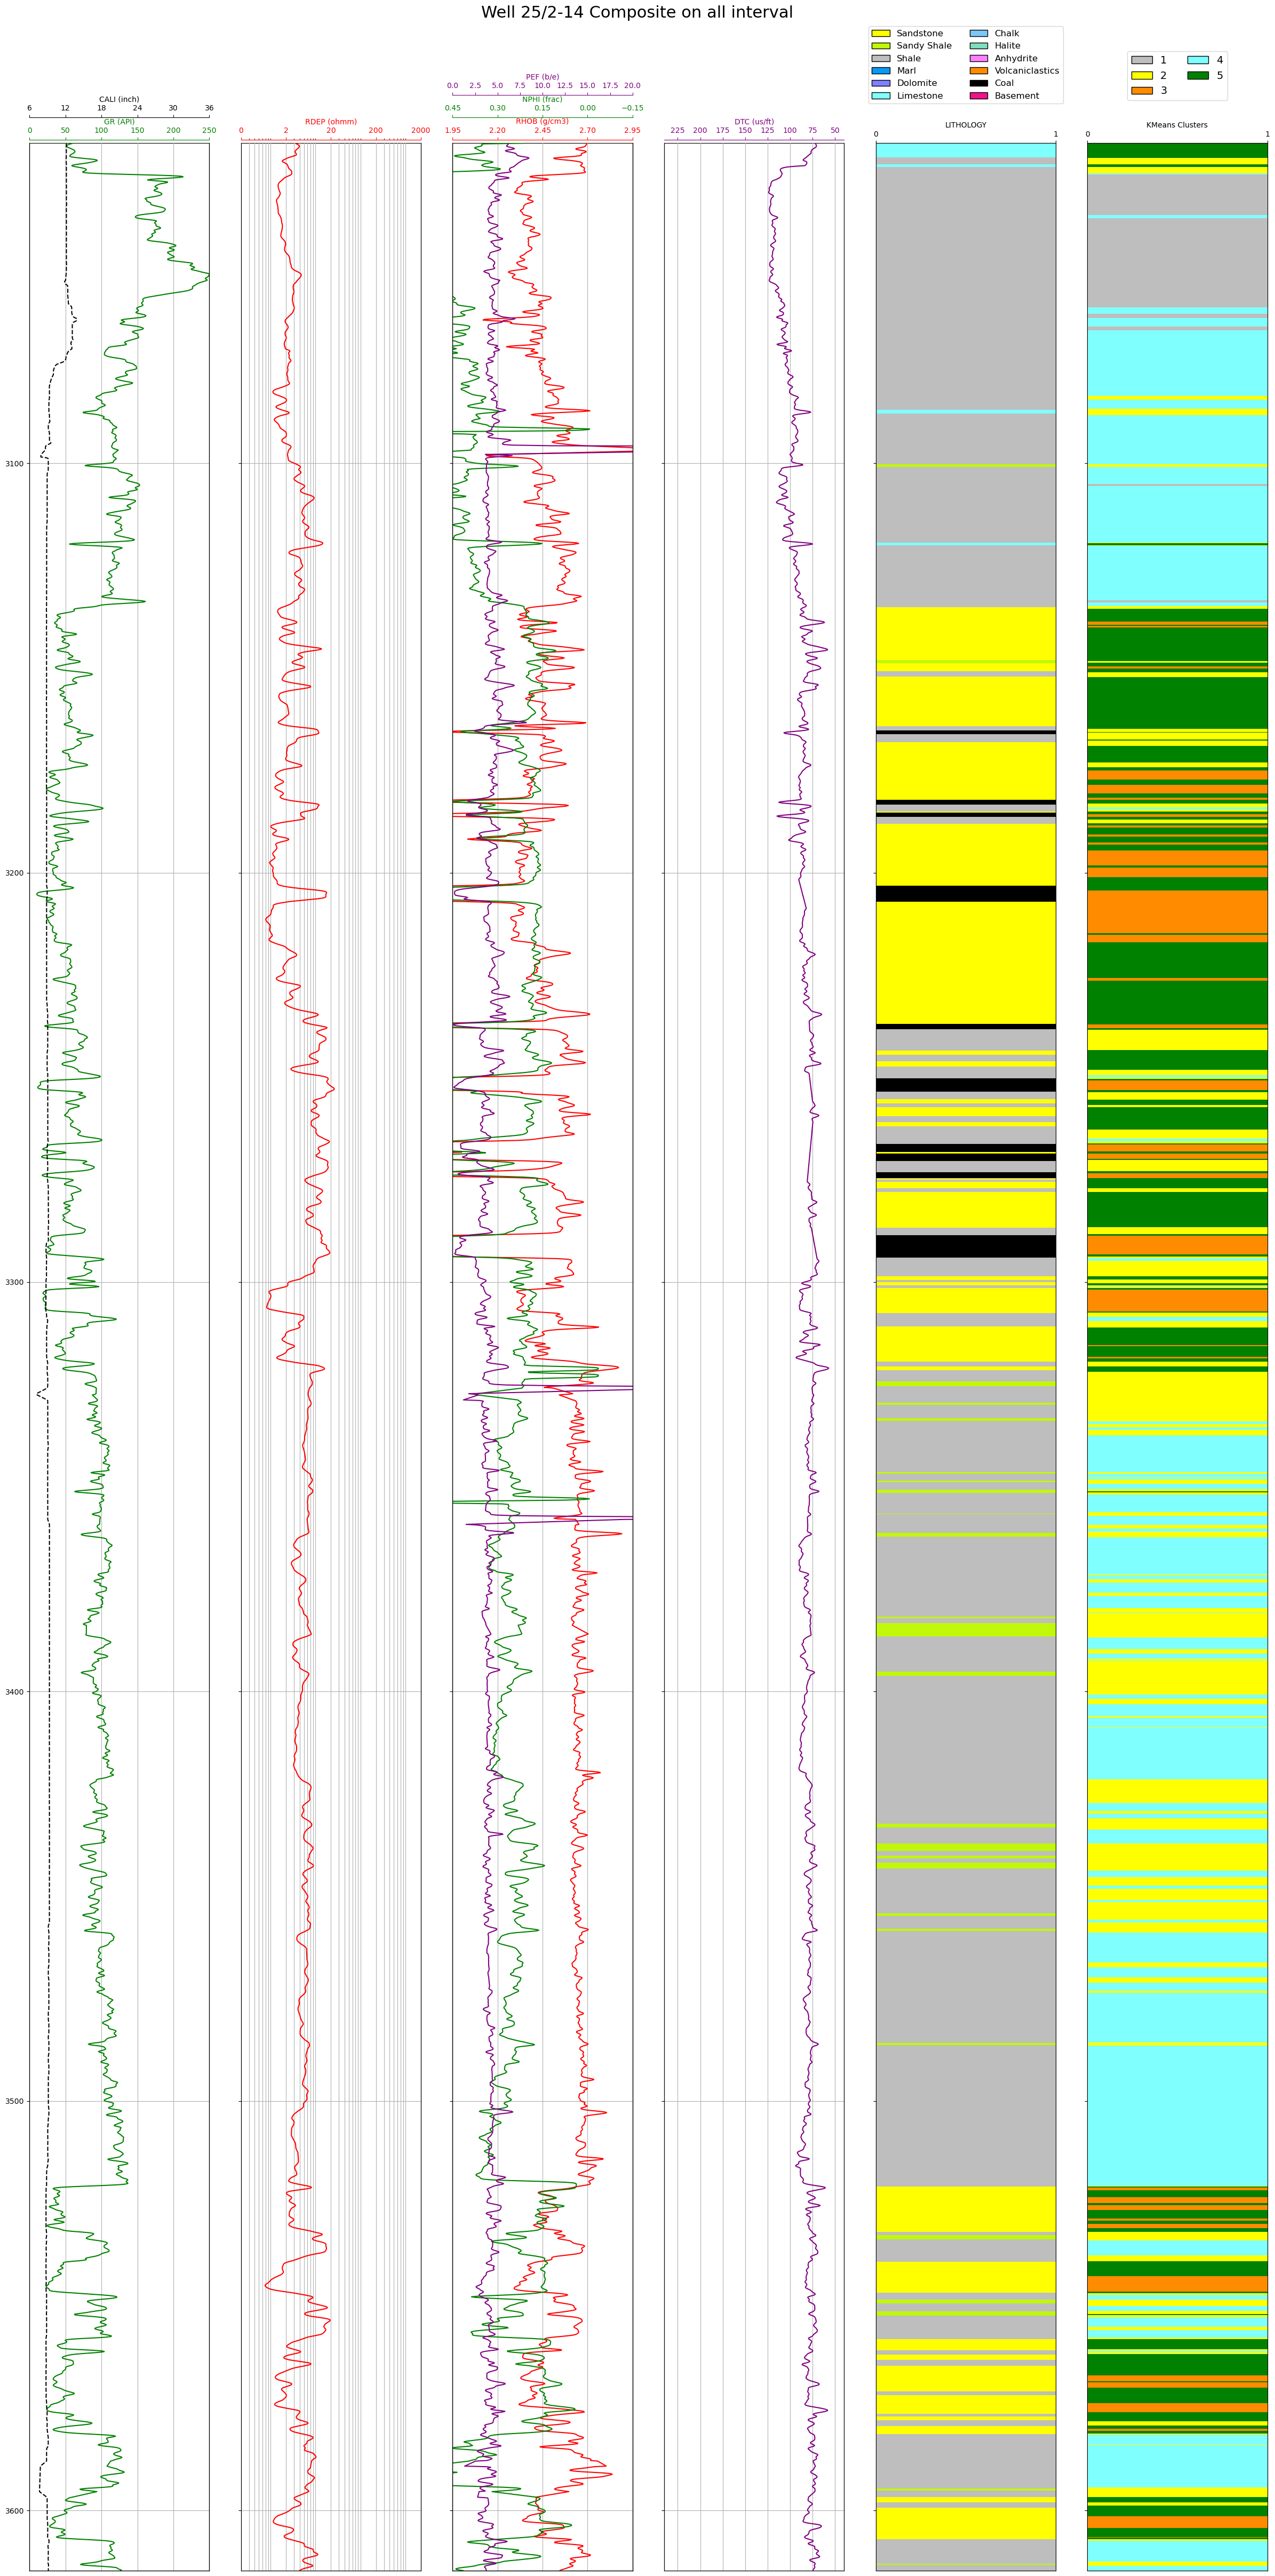 Well 25/2-14 Composite on all interval
Sandstone Chalk
Sandy Shale Halite
Shale Anhydrite
Marl Volcaniclastics
Dolomite Coal
Limestone Basement
1 4
2 5
3
PEF (b/e)
0.0 2.5 5.0 7.5 10.0 12.5 15.0 17.5 20.0
CALI (inch)
6 12 18 24 30 36
NPHI (frac)
0.45 0.30 0.15 0.00 −0.15
GR (API)
0 50 100 150 200 250
RDEP (ohmm)
0 2 20 200 2000
RHOB (g/cm3)
1.95 2.20 2.45 2.70 2.95
DTC (us/ft)
225 200 175 150 125 100 75 50
LITHOLOGY
0 1
KMeans Clusters
0 1
3100
3200
3300
3400
3500
3600